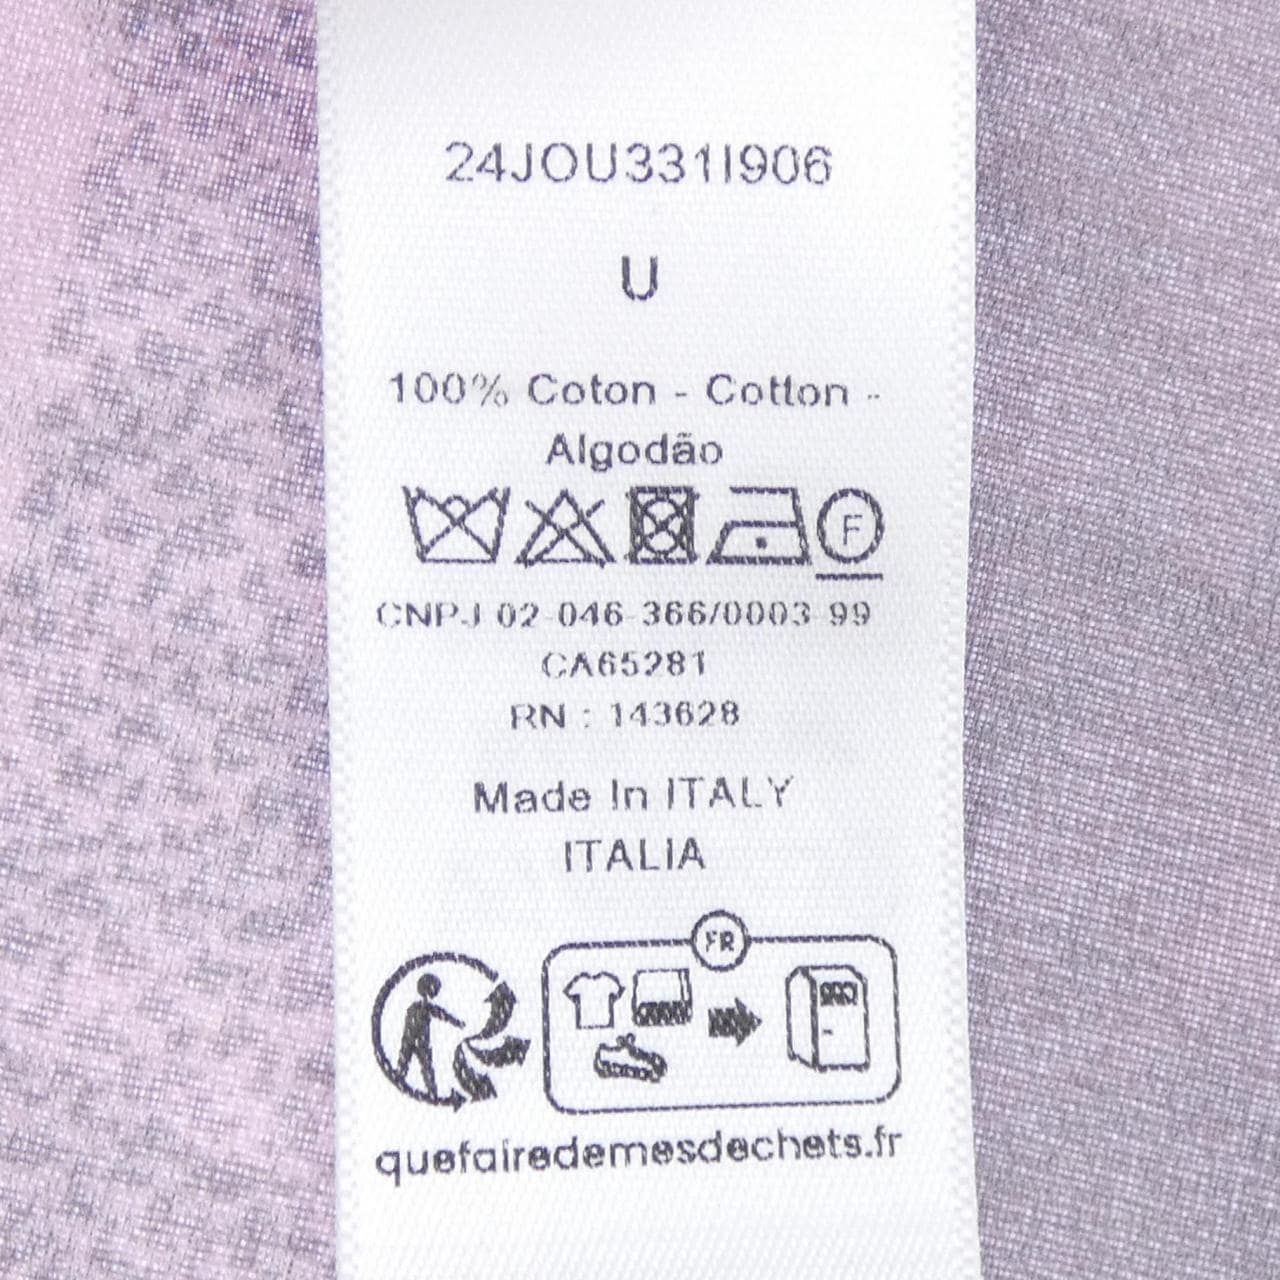 24JOU331I906
U
100% Coton - Cotton -
Algodão
F
CNPJ 02-046-366/0003-99
CA65281
RN : 143628
Made In ITALY
ITALIA
FR
quefairedemesdechets.fr